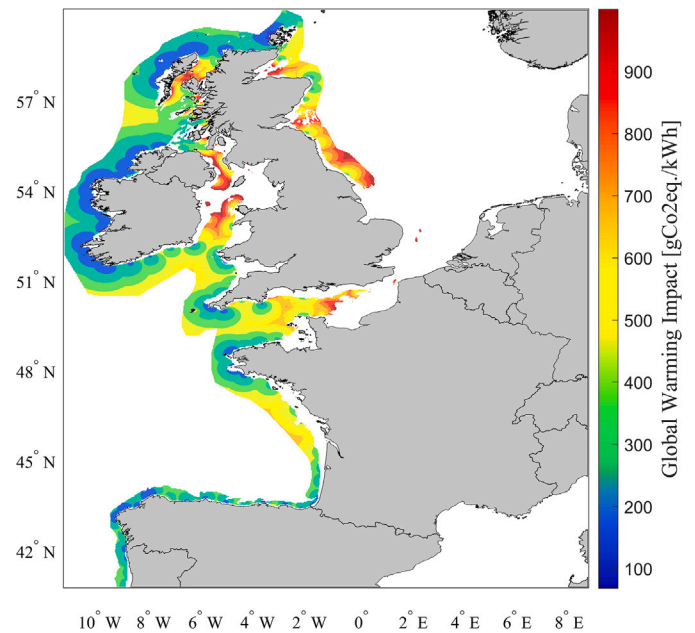 57° N
54° N
51° N
48° N
45° N
42° N
10° W 8° W 6° W 4° W 2° W 0° 2° E 4° E 6° E 8° E
900
800
700
600
500
400
300
200
100
Global Warming Impact [gCo2eq./kWh]